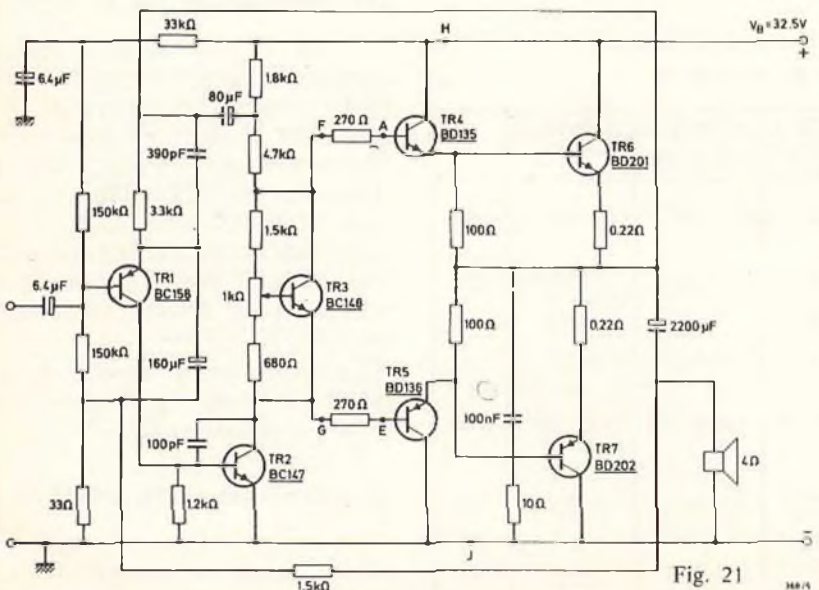 33kΩ
H
V_B=32.5V
+
6.4μF
1.8kΩ
80μF
F
270Ω
A
TR4
BD135
TR6
BD201
390pF
4.7kΩ
150kΩ
3.3kΩ
1.5kΩ
100Ω
0.22Ω
6.4μF
TR1
BC158
1kΩ
TR3
BC148
150kΩ
100Ω
0.22Ω
2200μF
160μF
680Ω
TR5
BD136
270Ω
G
E
100nF
100pF
TR2
BC147
TR7
BD202
4Ω
33Ω
1.2kΩ
10Ω
J
-
1.5kΩ
Fig. 21